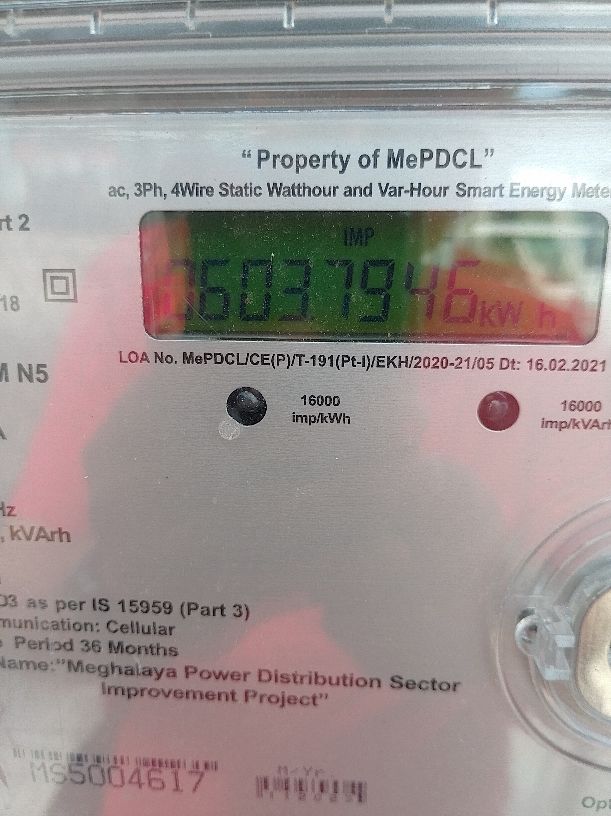 “ Property of MePDCL”
ac, 3Ph, 4Wire Static Watthour and Var-Hour Smart Energy Mete
rt 2
IMP
0603.7946 kWh
18
LOA No. MePDCL/CE(P)/T-191(Pt-I)/EKH/2020-21/05 Dt: 16.02.2021
M N5
16000
imp/kWh
16000
imp/kVArh
A
Hz
, kVArh
03 as per IS 15959 (Part 3)
munication: Cellular
Period 36 Months
Name:"Meghalaya Power Distribution Sector
Improvement Project"
MS5004617
M/Yr.
Opt